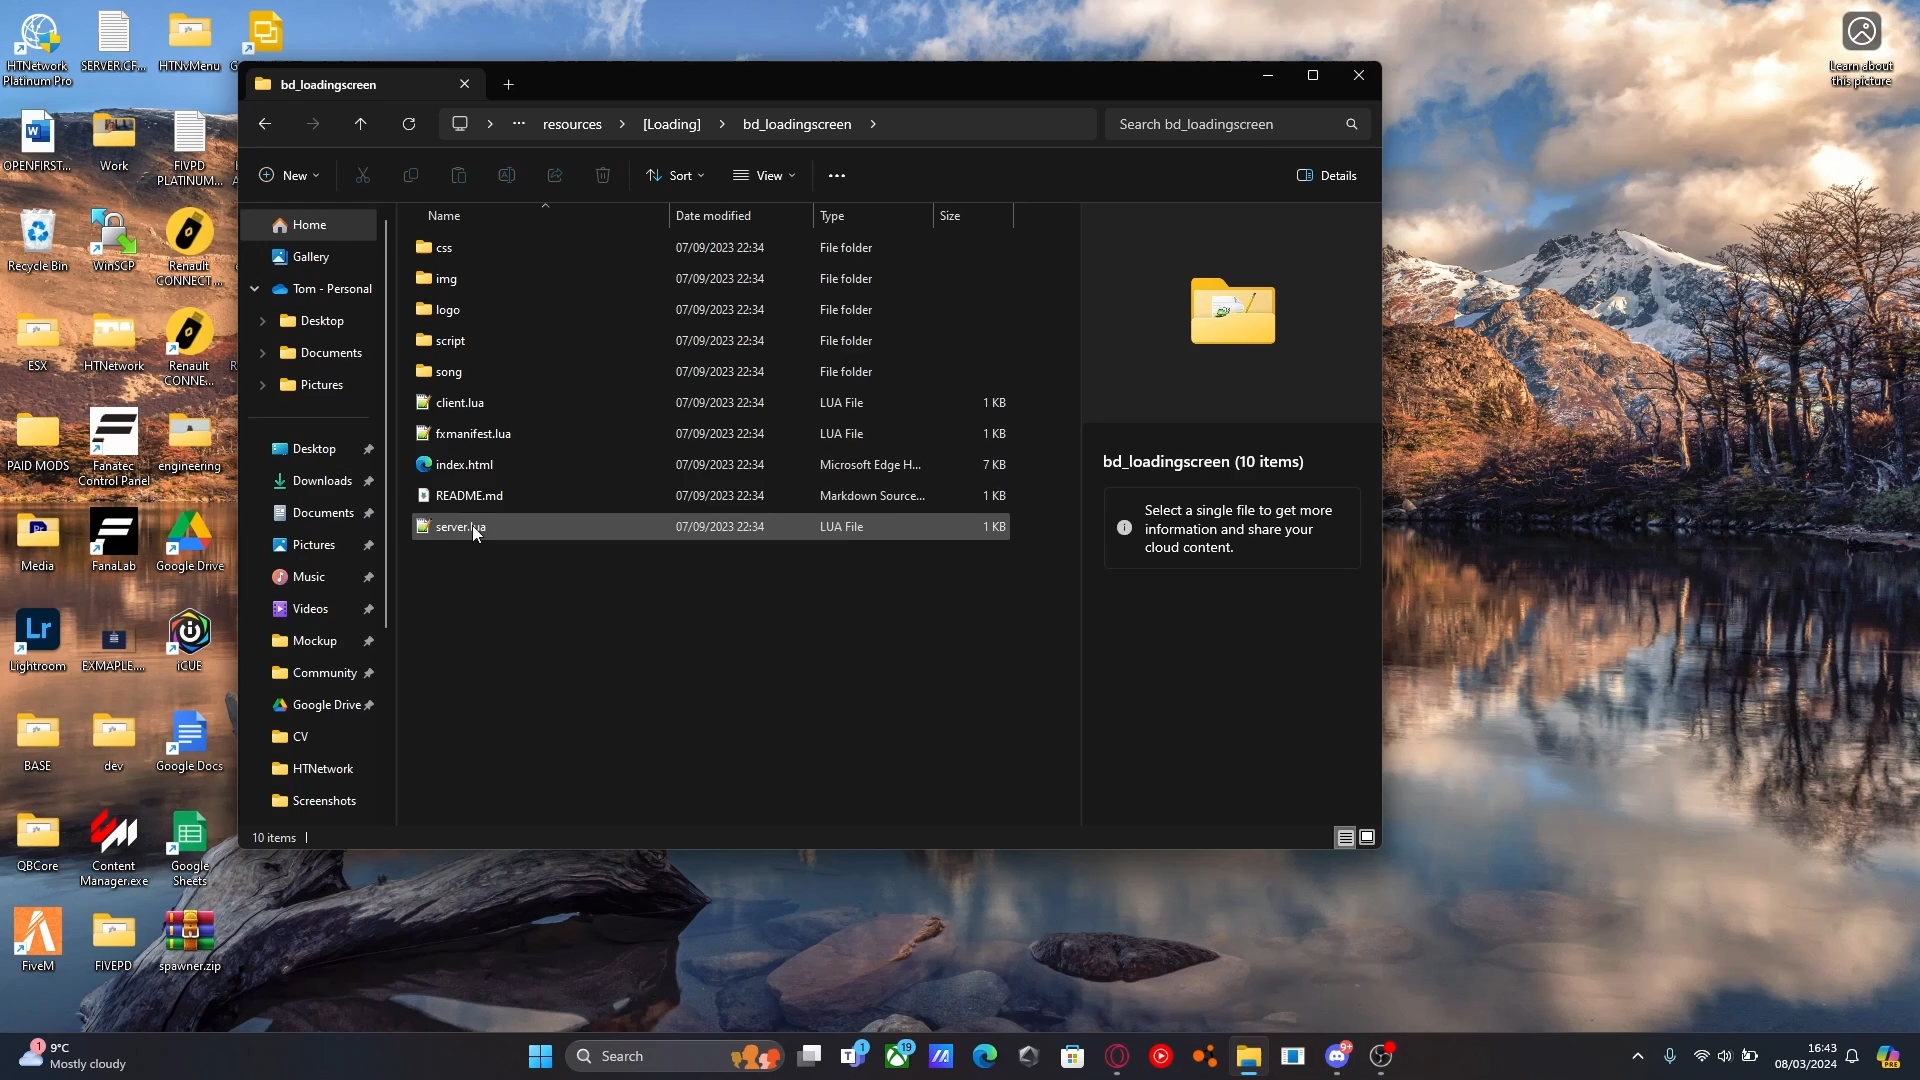 HTNetwork
Platinum Pro
SERVER.CF...
HTNvMenu
Learn about
this picture
OPENFIRST...
Work
FIVPD
PLATINUM...
Recycle Bin
WinSCP
Renault
CONNECT ...
ESX
HTNetwork
Renault
CONNE...
PAID MODS
Fanatec
Control Panel
engineering
Media
FanaLab
Google Drive
Lightroom
EXMAPLE....
iCUE
BASE
dev
Google Docs
QBCore
Content
Manager.exe
Google
Sheets
FiveM
FIVEPD
spawner.zip
bd_loadingscreen
resources
[Loading]
bd_loadingscreen
Search bd_loadingscreen
New
Sort
View
Details
Home
Gallery
Tom - Personal
Desktop
Documents
Pictures
Desktop
Downloads
Documents
Pictures
Music
Videos
Mockup
Community
Google Drive
CV
HTNetwork
Screenshots
Name Date modified Type Size
css 07/09/2023 22:34 File folder
img 07/09/2023 22:34 File folder
logo 07/09/2023 22:34 File folder
script 07/09/2023 22:34 File folder
song 07/09/2023 22:34 File folder
client.lua 07/09/2023 22:34 LUA File 1 KB
fxmanifest.lua 07/09/2023 22:34 LUA File 1 KB
index.html 07/09/2023 22:34 Microsoft Edge H... 7 KB
README.md 07/09/2023 22:34 Markdown Source... 1 KB
server.lua 07/09/2023 22:34 LUA File 1 KB
bd_loadingscreen (10 items)
Select a single file to get more
information and share your
cloud content.
10 items
1
9°C
Mostly cloudy
Search
1
19
9+
16:43
08/03/2024
PRE